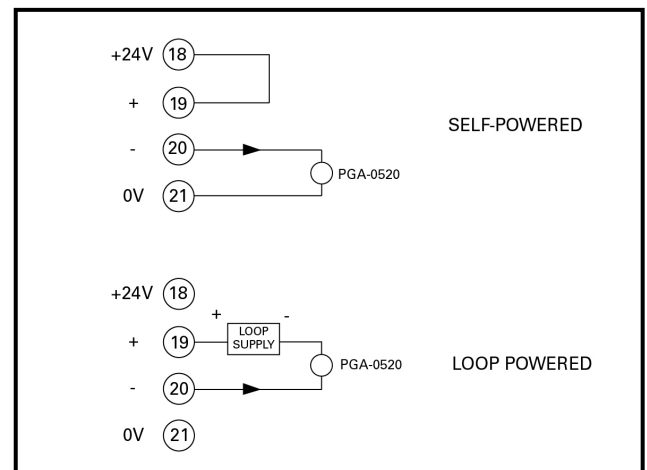 +24V 18
+ 19
SELF-POWERED
- 20
PGA-0520
0V 21
+24V 18
+ -
LOOP
SUPPLY
+ 19
PGA-0520
LOOP POWERED
- 20
0V 21